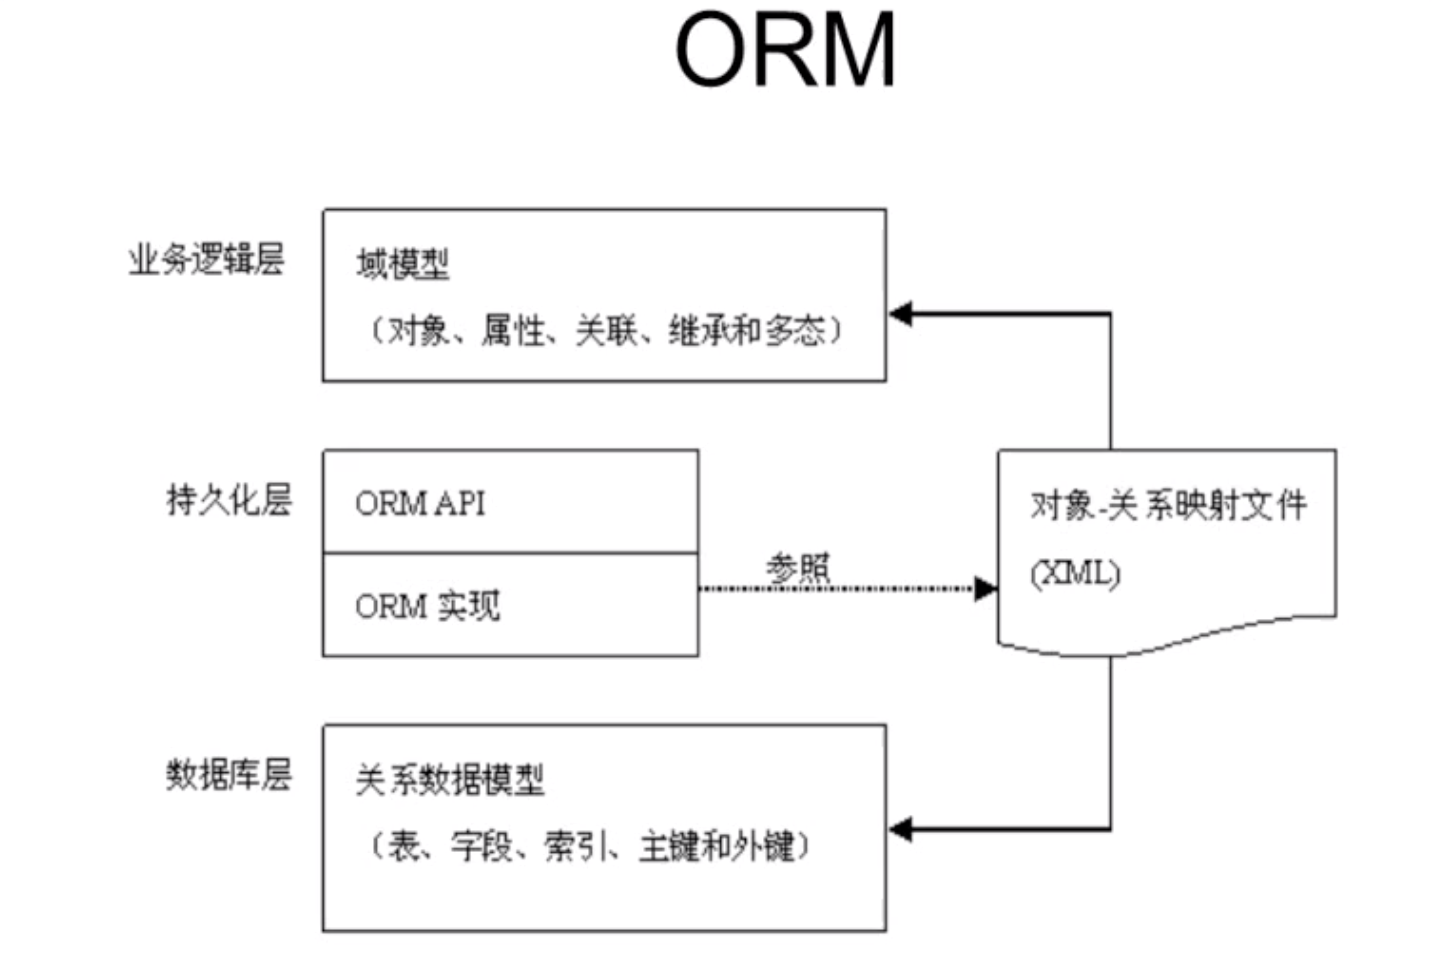 ORM
业务逻辑层
域模型
（对象、属性、关联、继承和多态）
持久化层
ORM API
ORM 实现
参照
对象-关系映射文件
(XML)
数据库层
关系数据模型
（表、字段、索引、主键和外键）